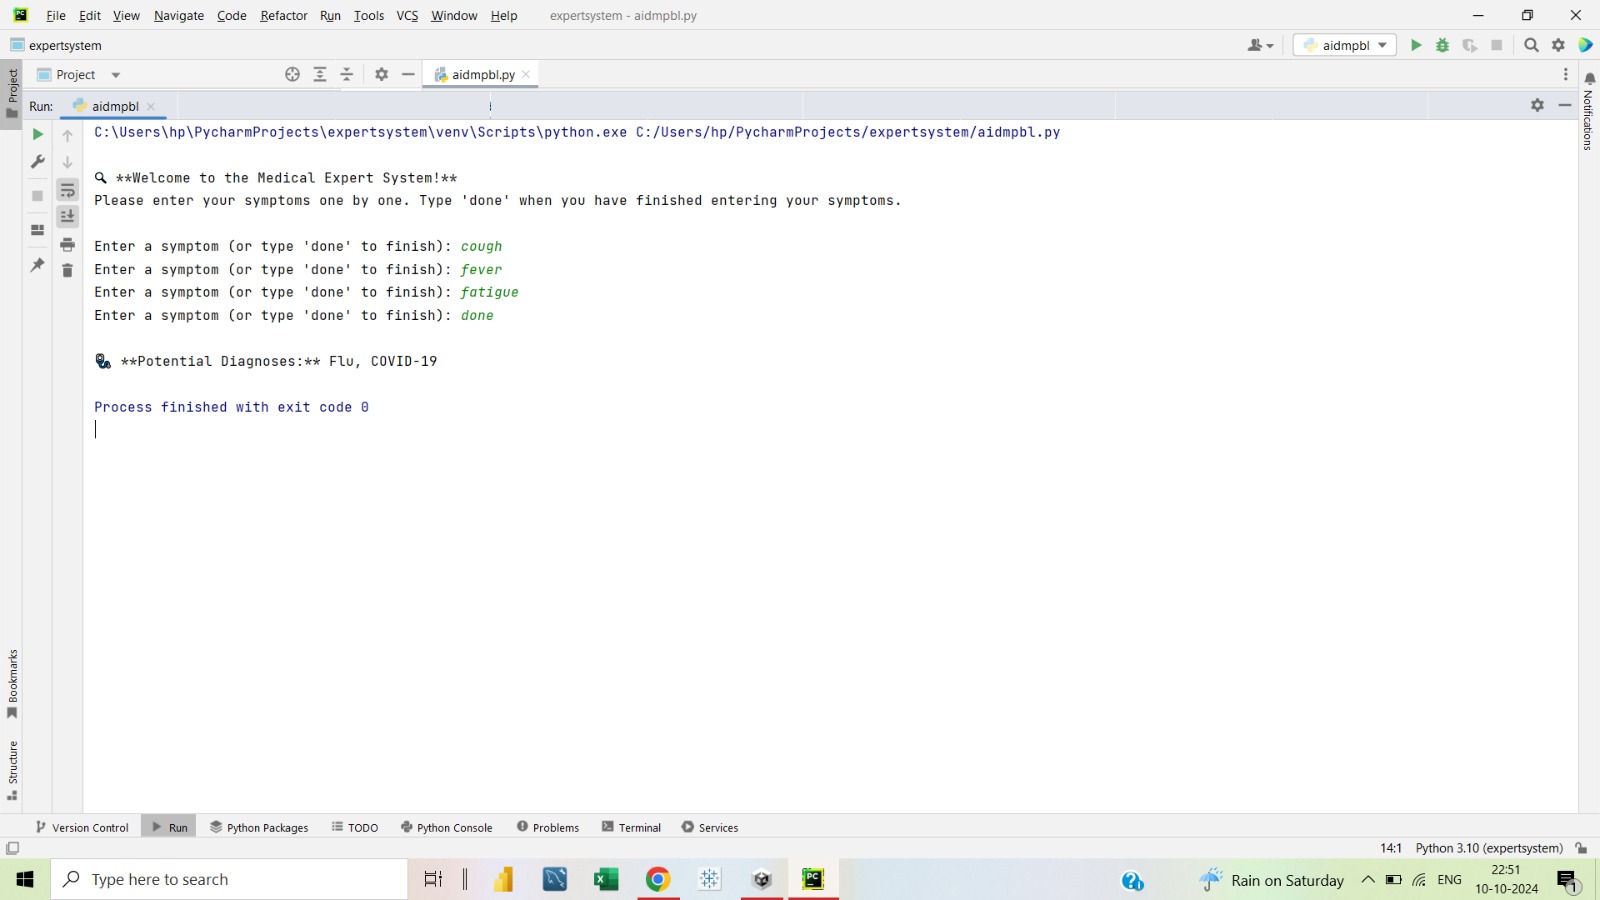 File Edit View Navigate Code Refactor Run Tools VCS Window Help expertsystem - aidmpbl.py
expertsystem aidmpbl
Project aidmpbl.py
Project
Notifications
Run: aidmpbl
C:\Users\hp\PycharmProjects\expertsystem\venv\Scripts\python.exe C:/Users/hp/PycharmProjects/expertsystem/aidmpbl.py
**Welcome to the Medical Expert System!**
Please enter your symptoms one by one. Type 'done' when you have finished entering your symptoms.
Enter a symptom (or type 'done' to finish): cough
Enter a symptom (or type 'done' to finish): fever
Enter a symptom (or type 'done' to finish): fatigue
Enter a symptom (or type 'done' to finish): done
**Potential Diagnoses:** Flu, COVID-19
Process finished with exit code 0
Bookmarks
Structure
Version Control Run Python Packages TODO Python Console Problems Terminal Services
14:1 Python 3.10 (expertsystem)
Type here to search PC Rain on Saturday ENG 22:51
10-10-2024 1